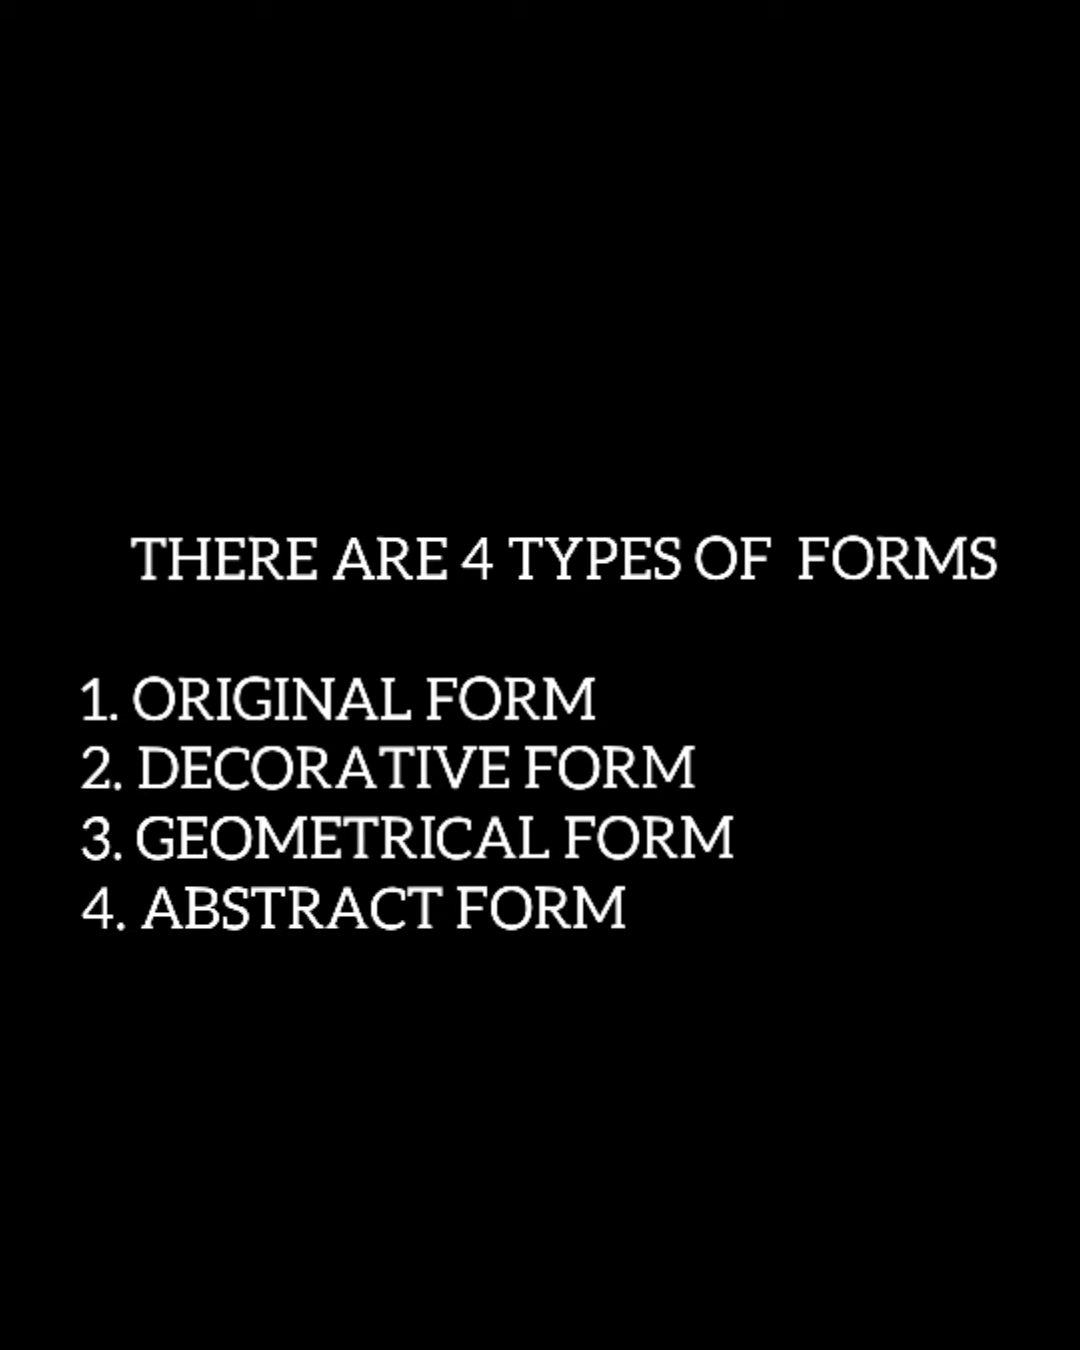 THERE ARE 4 TYPES OF FORMS
1. ORIGINAL FORM
2. DECORATIVE FORM
3. GEOMETRICAL FORM
4. ABSTRACT FORM